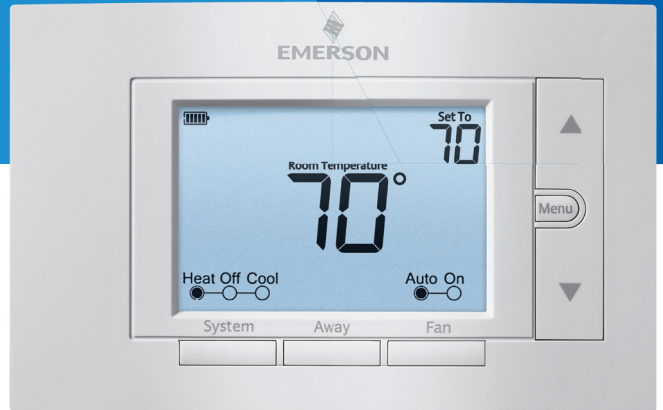 EMERSON
Set To
70
Room Temperature
70°
Menu
Heat Off Cool
Auto On
System Away Fan